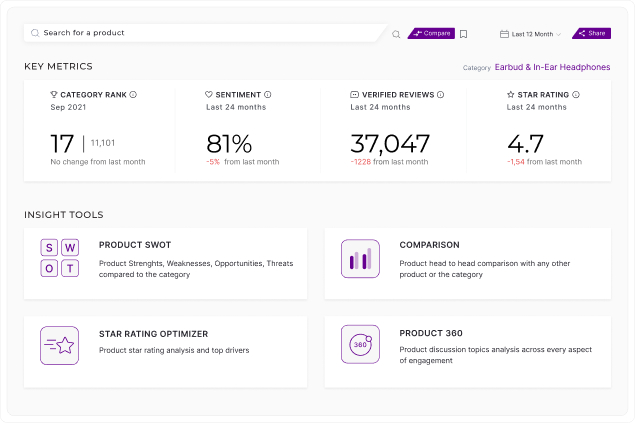 Search for a product
Compare
Last 12 Month
Share
KEY METRICS
Category Earbud & In-Ear Headphones
CATEGORY RANK
Sep 2021
17 | 11,101
No change from last month
SENTIMENT
Last 24 months
81%
-5% from last month
VERIFIED REVIEWS
Last 24 months
37,047
-1228 from last month
STAR RATING
Last 24 months
4.7
-1,54 from last month
INSIGHT TOOLS
S W
O T
PRODUCT SWOT
Product Strenghts, Weaknesses, Opportunities, Threats
compared to the category
COMPARISON
Product head to head comparison with any other
product or the category
STAR RATING OPTIMIZER
Product star rating analysis and top drivers
360
PRODUCT 360
Product discussion topics analysis across every aspect
of engagement